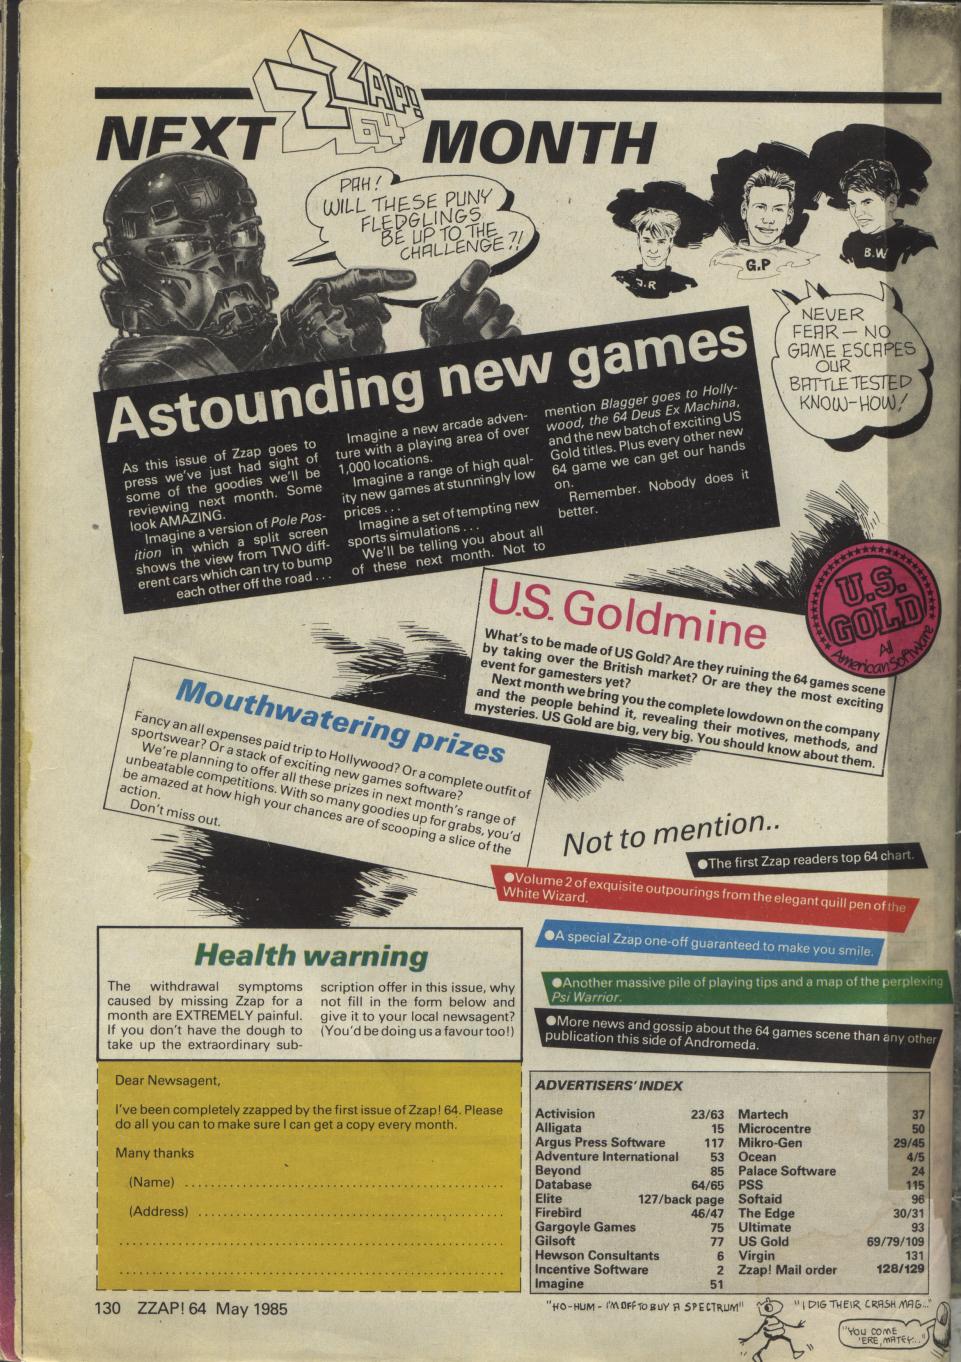 NEXT
ZZAP!
64
MONTH
PAH!
WILL THESE PUNY
FLEDGLINGS
BE UP TO THE
CHALLENGE?!
J.R
G.P
B.W
NEVER
FEAR — NO
GAME ESCAPES
OUR
BATTLE TESTED
KNOW-HOW!
Astounding new games
As this issue of Zzap goes to
press we've just had sight of
some of the goodies we'll be
reviewing next month. Some
look AMAZING.
Imagine a version of Pole Pos-
ition in which a split screen
shows the view from TWO diff-
erent cars which can try to bump
each other off the road . . .
Imagine a new arcade adven-
ture with a playing area of over
1,000 locations.
Imagine a range of high qual-
ity new games at stunningly low
prices . . .
Imagine a set of tempting new
sports simulations . . .
We'll be telling you about all
of these next month. Not to
mention Blagger goes to Holly-
wood, the 64 Deus Ex Machina,
and the new batch of exciting US
Gold titles. Plus every other new
64 game we can get our hands
on.
Remember. Nobody does it
better.
U.S. Goldmine
What's to be made of US Gold? Are they ruining the 64 games scene
by taking over the British market? Or are they the most exciting
event for gamesters yet?
Next month we bring you the complete lowdown on the company
and the people behind it, revealing their motives, methods, and
mysteries. US Gold are big, very big. You should know about them.
U.S.
GOLD
All
American Software
Mouthwatering prizes
Fancy an all expenses paid trip to Hollywood? Or a complete outfit of
sportswear? Or a stack of exciting new games software?
We're planning to offer all these prizes in next month's range of
unbeatable competitions. With so many goodies up for grabs, you'd
be amazed at how high your chances are of scooping a slice of the
action.
Don't miss out.
Not to mention..
●The first Zzap readers top 64 chart.
●Volume 2 of exquisite outpourings from the elegant quill pen of the
White Wizard.
●A special Zzap one-off guaranteed to make you smile.
●Another massive pile of playing tips and a map of the perplexing
Psi Warrior.
●More news and gossip about the 64 games scene than any other
publication this side of Andromeda.
Health warning
The withdrawal symptoms
caused by missing Zzap for a
month are EXTREMELY painful.
If you don't have the dough to
take up the extraordinary sub-
scription offer in this issue, why
not fill in the form below and
give it to your local newsagent?
(You'd be doing us a favour too!)
Dear Newsagent,
I've been completely zzapped by the first issue of Zzap! 64. Please
do all you can to make sure I can get a copy every month.
Many thanks
(Name)
(Address)
ADVERTISERS' INDEX
Activision 23/63
Alligata 15
Argus Press Software 117
Adventure International 53
Beyond 85
Database 64/65
Elite 127/back page
Firebird 46/47
Gargoyle Games 75
Gilsoft 77
Hewson Consultants 6
Incentive Software 2
Imagine 51
Martech 37
Microcentre 50
Mikro-Gen 29/45
Ocean 4/5
Palace Software 24
PSS 115
Softaid 96
The Edge 30/31
Ultimate 93
US Gold 69/79/109
Virgin 131
Zzap! Mail order 128/129
130 ZZAP! 64 May 1985
"HO-HUM - I'M OFF TO BUY A SPECTRUM"
"I DIG THEIR CRASH MAG..."
"YOU COME
'ERE, MATEY..."